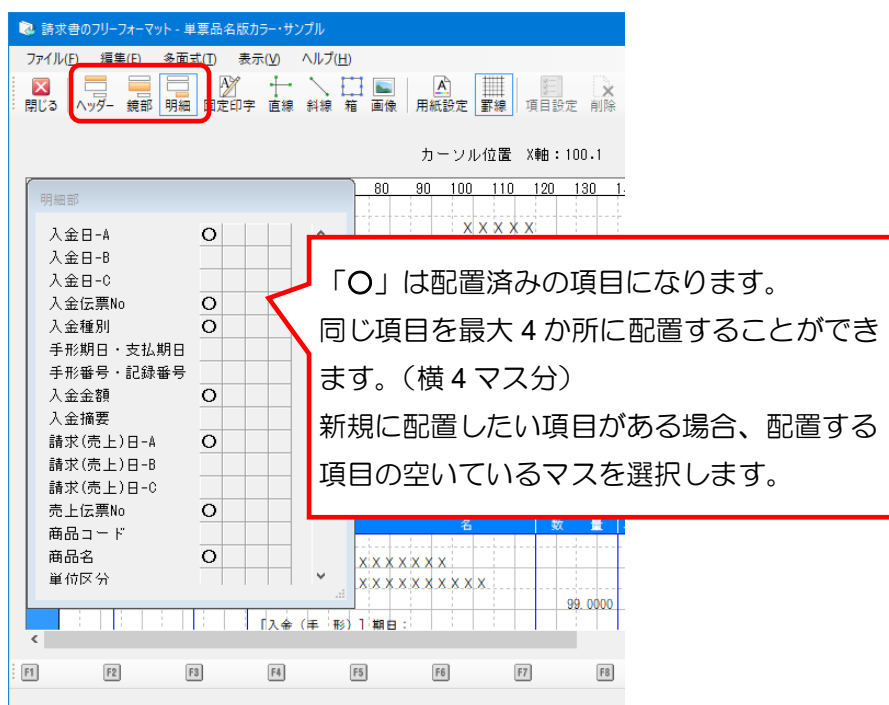 請求書のフリーフォーマット - 単票品名版カラー・サンプル
ファイル(F) 編集(E) 多面式(T) 表示(V) ヘルプ(H)
閉じる ヘッダー 鏡部 明細 固定印字 直線 斜線 箱 画像 用紙設定 罫線 項目設定 削除
カーソル位置 X軸：100.1
80 90 100 110 120 130
明細部
X X X X X
入金日-A ○
入金日-B
入金日-C
入金伝票No ○
入金種別 ○
手形期日・支払期日
手形番号・記録番号
入金金額 ○
入金摘要
請求(売上)日-A ○
請求(売上)日-B
請求(売上)日-C
売上伝票No ○
商品コード
商品名 ○
単位区分
「○」は配置済みの項目になります。
同じ項目を最大４か所に配置することができ
ます。（横４マス分）
新規に配置したい項目がある場合、配置する
項目の空いているマスを選択します。
名 数 量
X X X X X X X
X X X X X X X X X X
99.0000
「入金（手 形）］期日：
F1 F2 F3 F4 F5 F6 F7 F8